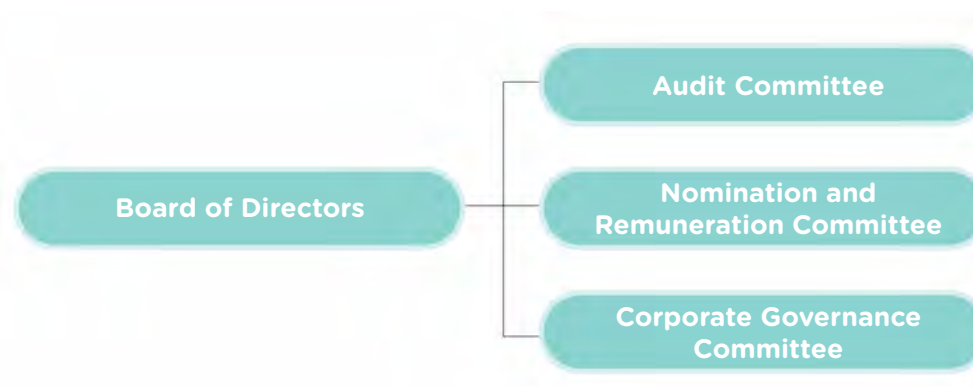 Board of Directors
Audit Committee
Nomination and
Remuneration Committee
Corporate Governance
Committee